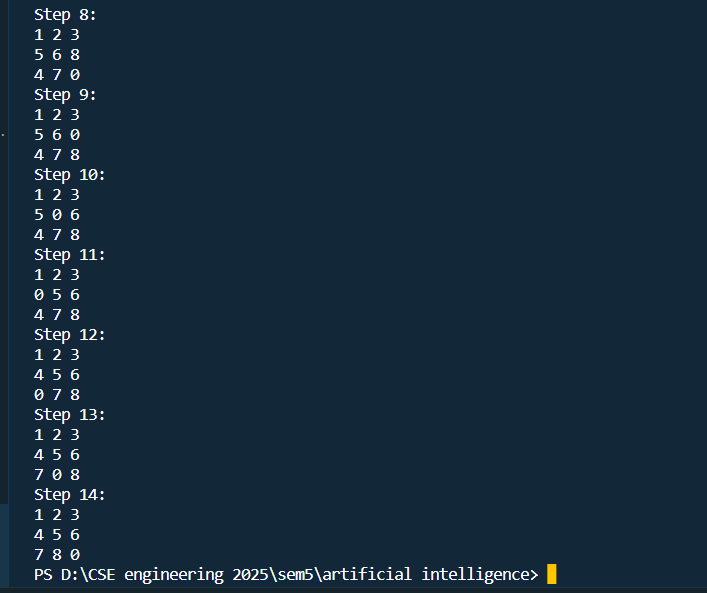 Step 8:
1 2 3
5 6 8
4 7 0
Step 9:
1 2 3
5 6 0
4 7 8
Step 10:
1 2 3
5 0 6
4 7 8
Step 11:
1 2 3
0 5 6
4 7 8
Step 12:
1 2 3
4 5 6
0 7 8
Step 13:
1 2 3
4 5 6
7 0 8
Step 14:
1 2 3
4 5 6
7 8 0
PS D:\CSE engineering 2025\sem5\artificial intelligence>